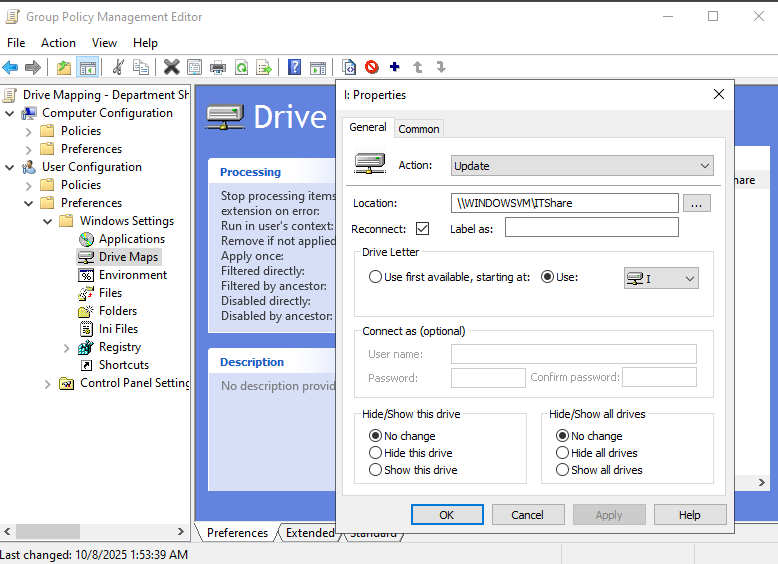 Group Policy Management Editor
File Action View Help
Drive Mapping - Department Sh
Computer Configuration
Policies
Preferences
User Configuration
Policies
Preferences
Windows Settings
Applications
Drive Maps
Environment
Files
Folders
Ini Files
Registry
Shortcuts
Control Panel Setting
Drive
Processing
Stop processing items
extension on error:
Run in user's context:
Remove if not applied
Apply once:
Filtered directly:
Filtered by ancestor:
Disabled directly:
Disabled by ancestor:
Description
No description provid
hare
Preferences Extended Standard
Last changed: 10/8/2025 1:53:39 AM
I: Properties
General Common
Action: Update
Location: \\WINDOWSVM\ITShare ...
Reconnect: Label as:
Drive Letter
Use first available, starting at: Use: I
Connect as (optional)
User name:
Password: Confirm password:
Hide/Show this drive
No change
Hide this drive
Show this drive
Hide/Show all drives
No change
Hide all drives
Show all drives
OK Cancel Apply Help